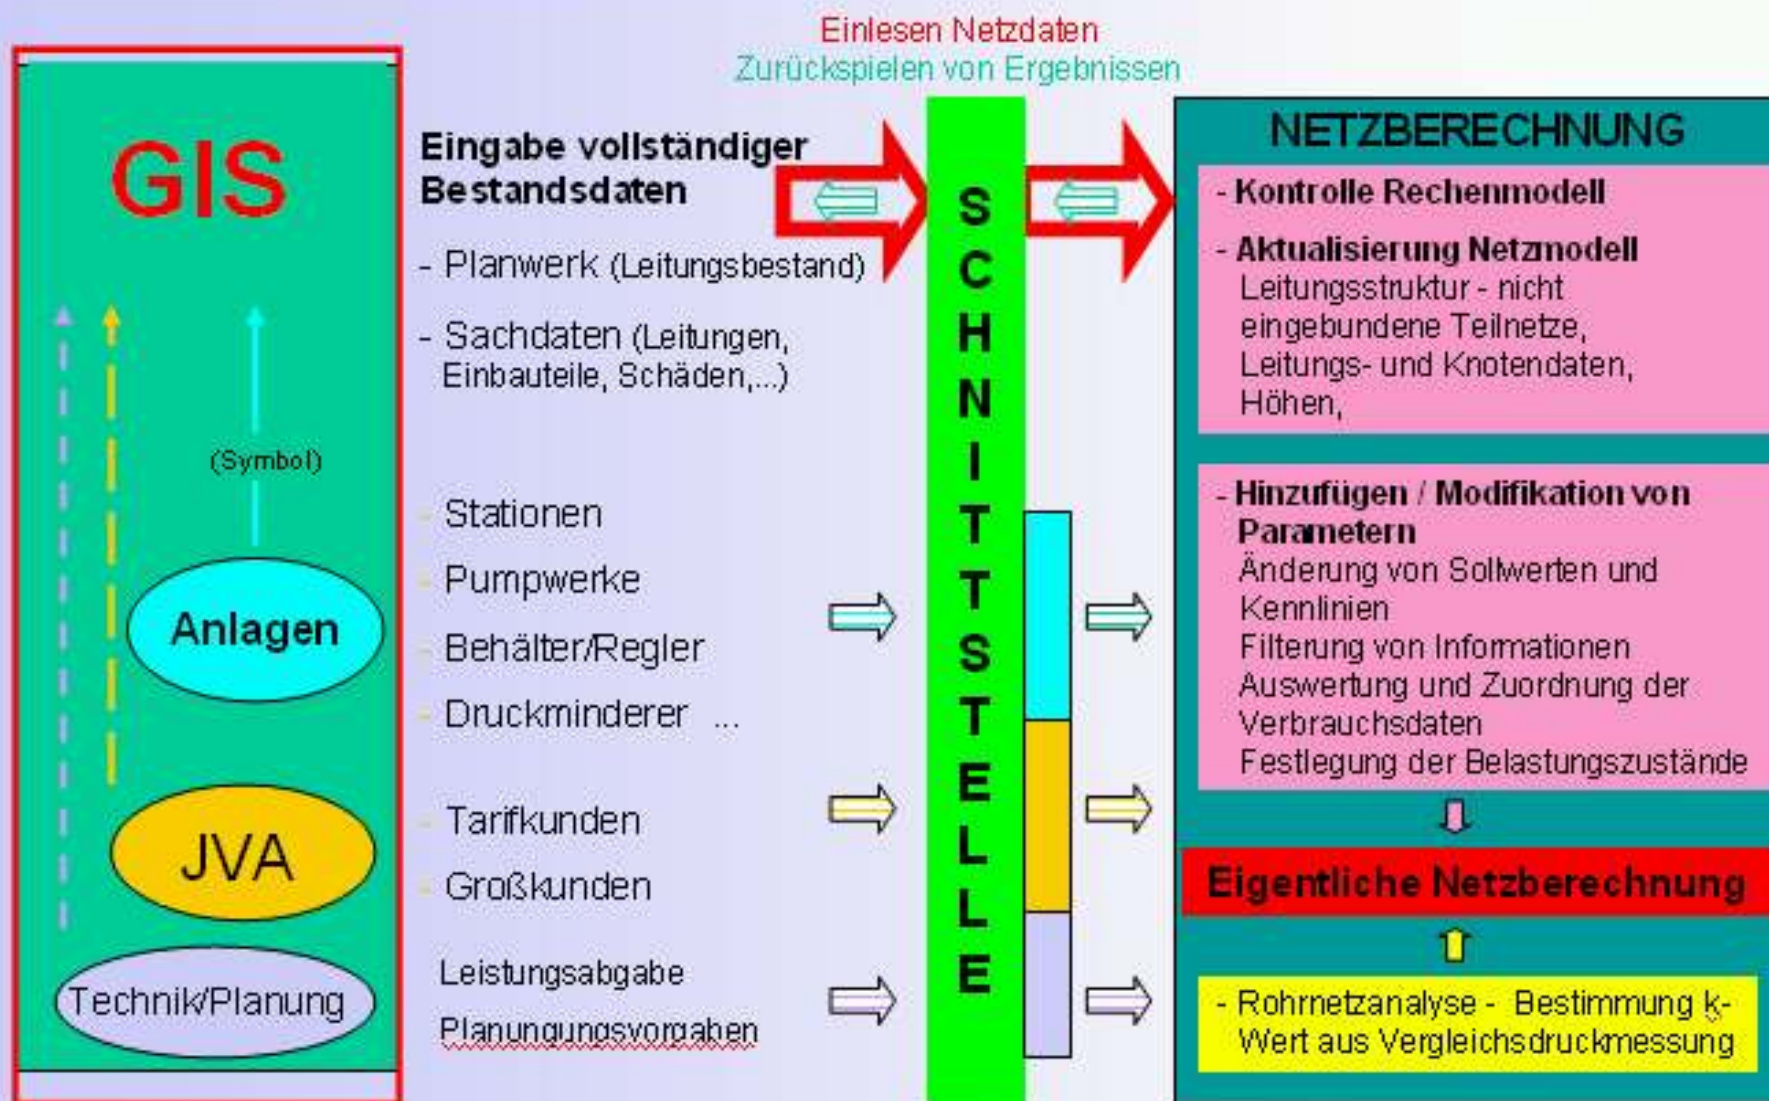 Einlesen Netzdaten
Zurückspielen von Ergebnissen
GIS
(Symbol)
Anlagen
JVA
Technik/Planung
Eingabe vollständiger
Bestandsdaten
- Planwerk (Leitungsbestand)
- Sachdaten (Leitungen,
Einbauteile, Schäden,...)
- Stationen
- Pumpwerke
- Behälter/Regler
- Druckminderer ...
- Tarifkunden
- Großkunden
Leistungsabgabe
Planungungsvorgaben
SCHNITTSTELLE
NETZBERECHNUNG
- Kontrolle Rechenmodell
- Aktualisierung Netzmodell
Leitungsstruktur - nicht
eingebundene Teilnetze,
Leitungs- und Knotendaten,
Höhen,
- Hinzufügen / Modifikation von
Parametern
Änderung von Sollwerten und
Kennlinien
Filterung von Informationen
Auswertung und Zuordnung der
Verbrauchsdaten
Festlegung der Belastungszustände
Eigentliche Netzberechnung
- Rohrnetzanalyse - Bestimmung k-
Wert aus Vergleichsdruckmessung